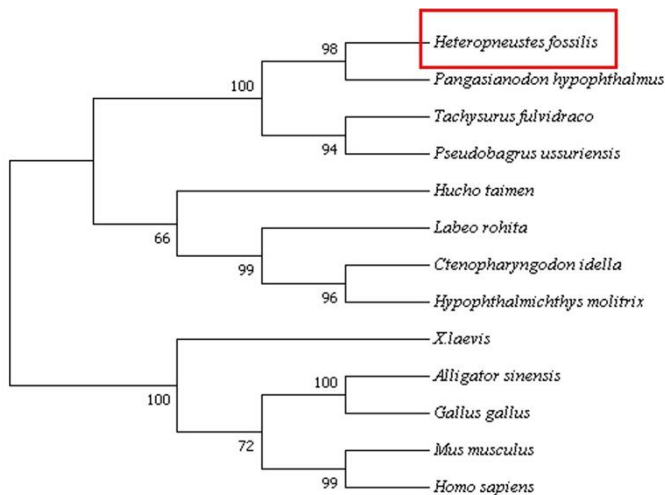 98
Heteropneustes fossilis
Pangasianodon hypophthalmus
100
Tachysurus fulvidraco
94
Pseudobagrus ussuriensis
Hucho taimen
66
Labeo rohita
99
Ctenopharyngodon idella
96
Hypophthalmichthys molitrix
X.laevis
100
Alligator sinensis
100
Gallus gallus
72
Mus musculus
99
Homo sapiens